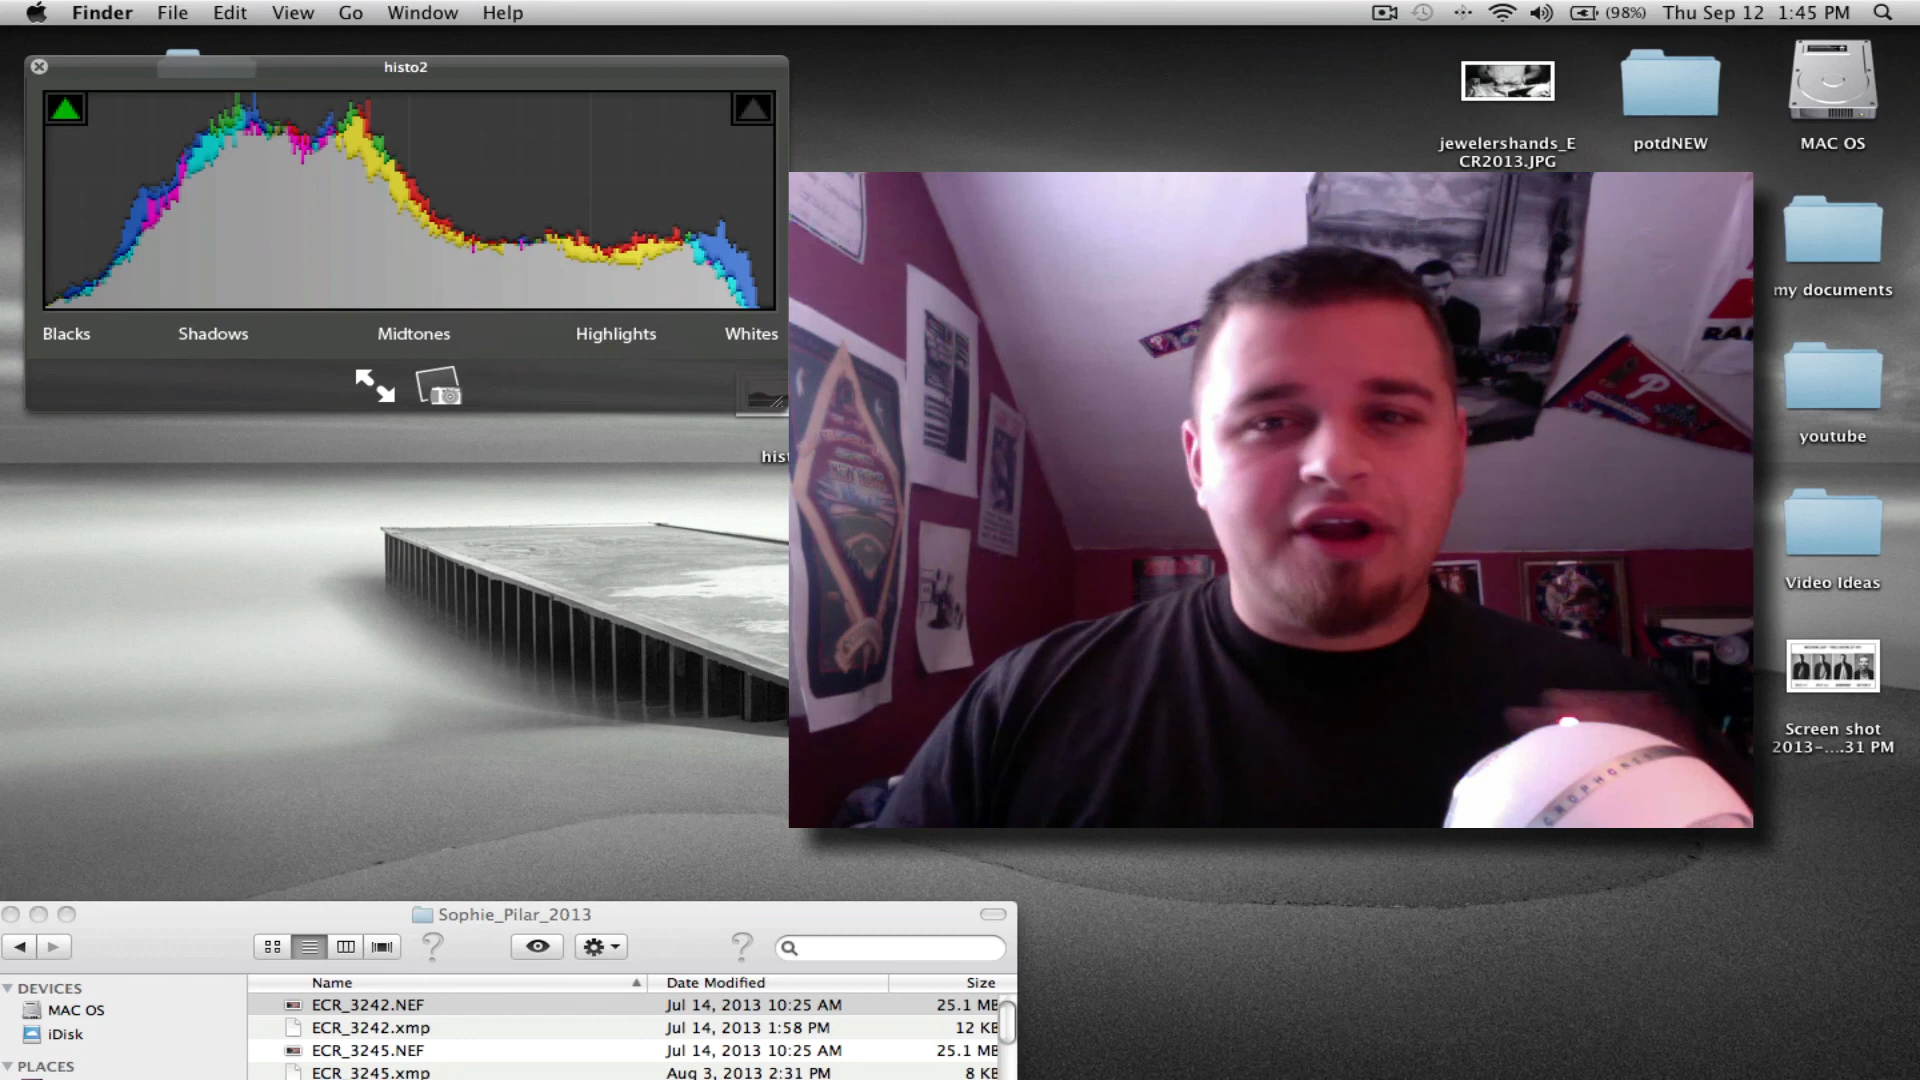 Finder File Edit View Go Window Help
(98%) Thu Sep 12 1:45 PM
histo2
Blacks Shadows Midtones Highlights Whites
hist
jewelershands_E
CR2013.JPG
potdNEW
MAC OS
my documents
youtube
Video Ideas
Screen shot
2013-....31 PM
P
RA
CROPHONES
Sophie_Pilar_2013
Name Date Modified Size
DEVICES
MAC OS
iDisk
PLACES
ECR_3242.NEF Jul 14, 2013 10:25 AM 25.1 MB
ECR_3242.xmp Jul 14, 2013 1:58 PM 12 KB
ECR_3245.NEF Jul 14, 2013 10:25 AM 25.1 MB
ECR_3245.xmp Aug 3, 2013 2:31 PM 8 KB